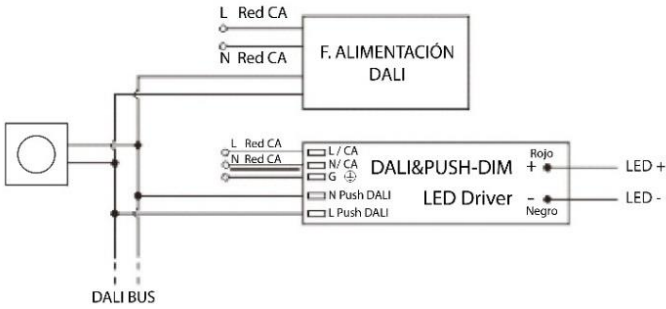 L Red CA
N Red CA
F. ALIMENTACIÓN
DALI
L Red CA
N Red CA
L / CA
N/ CA
G
N Push DALI
L Push DALI
DALI&PUSH-DIM
LED Driver
Rojo
+
-
Negro
LED +
LED -
DALI BUS